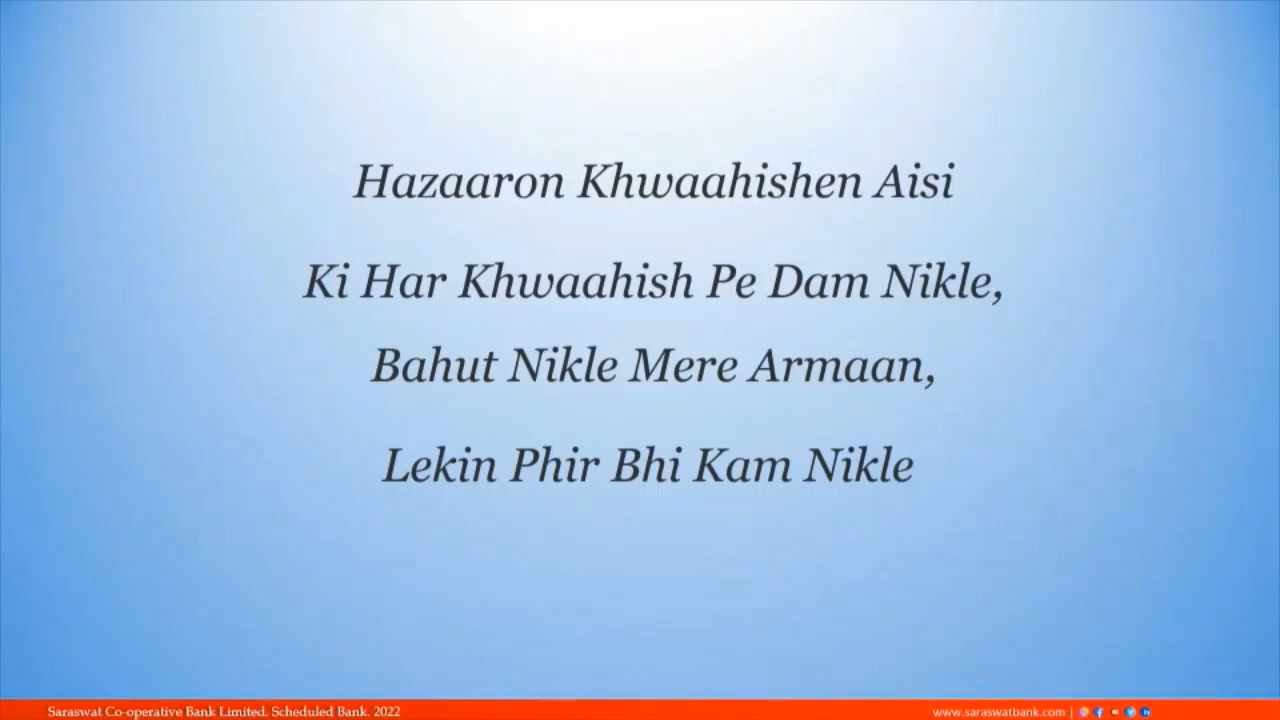 Hazaaron Khwaahishen Aisi
Ki Har Khwaahish Pe Dam Nikle,
Bahut Nikle Mere Armaan,
Lekin Phir Bhi Kam Nikle
Saraswat Co-operative Bank Limited. Scheduled Bank. 2022
www.saraswatbank.com |